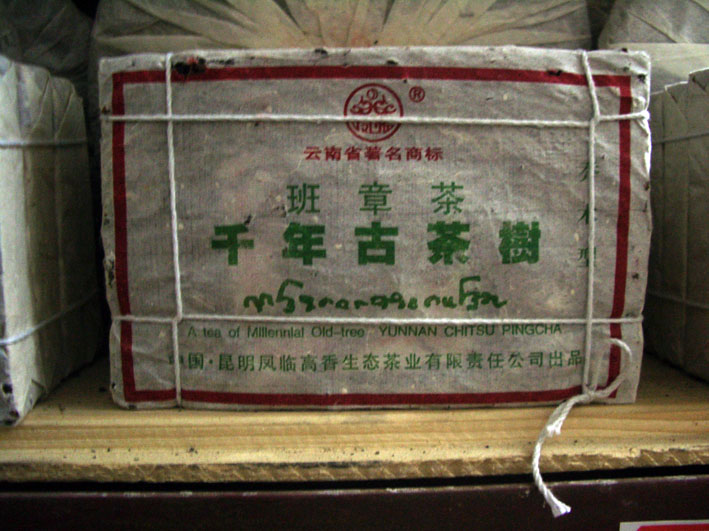 ®
云南省著名商标
班章茶
千年古茶樹
A tea of Millennial Old-tree YUNNAN CHITSU PINGCHA
中国·昆明凤临高香生态茶业有限责任公司出品